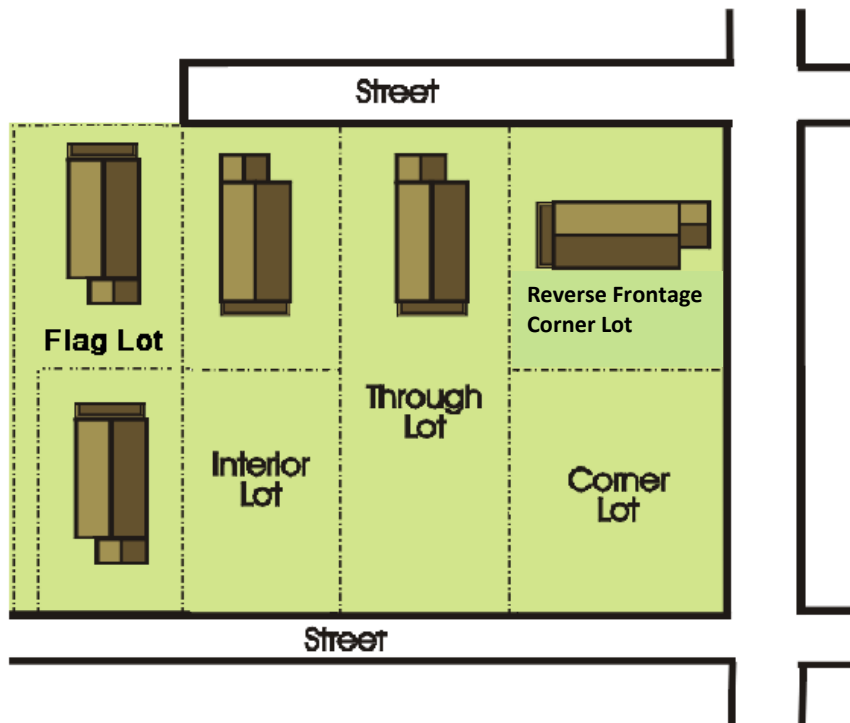 Street
Reverse Frontage
Corner Lot
Flag Lot
Through
Lot
Interior
Lot
Corner
Lot
Street